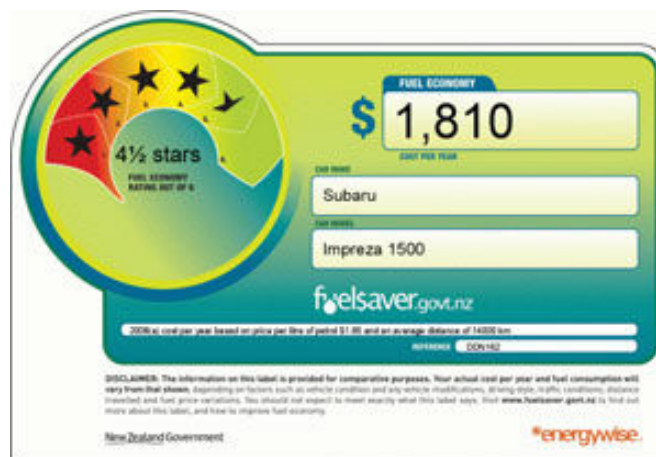 FUEL ECONOMY
$ 1,810
COST PER YEAR
4½ stars
FUEL ECONOMY
RATING OUT OF 6
CAR MAKE
Subaru
CAR MODEL
Impreza 1500
fuelsaver.govt.nz
cost per year based on price per litre of petrol and an average distance of 14000 km
REFERENCE
DISCLAIMER: The information on this label is provided for comparative purposes. Your actual cost per year and fuel consumption will
vary from that shown, depending on factors such as vehicle condition and any vehicle modifications, driving style, traffic conditions, distance
travelled and fuel price variations. You should not expect to meet exactly what this label says. Visit www.fuelsaver.govt.nz to find out
more about this label, and how to improve fuel economy.
New Zealand Government
*energywise.